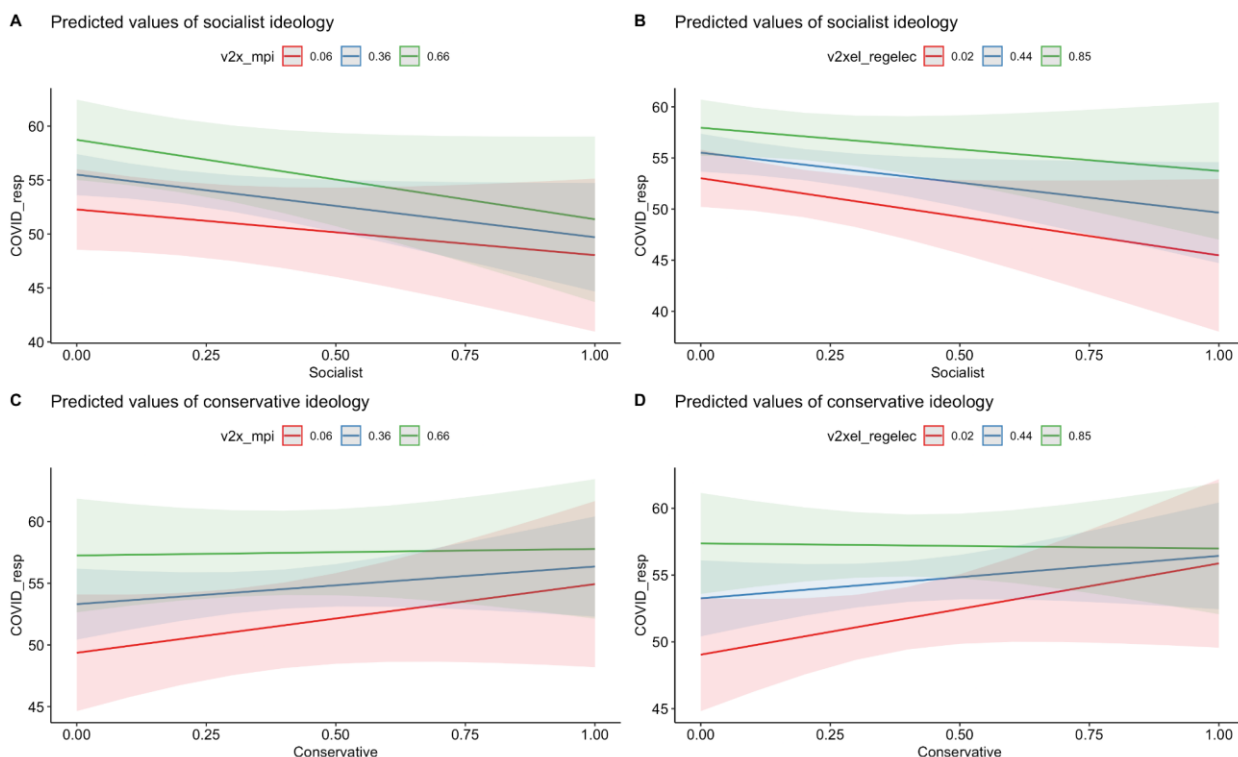 A Predicted values of socialist ideology
v2x_mpi 0.06 0.36 0.66
60
55
50
45
40
COVID_resp
0.00 0.25 0.50 0.75 1.00
Socialist
B Predicted values of socialist ideology
v2xel_regelec 0.02 0.44 0.85
60
55
50
45
40
COVID_resp
0.00 0.25 0.50 0.75 1.00
Socialist
C Predicted values of conservative ideology
v2x_mpi 0.06 0.36 0.66
60
55
50
45
COVID_resp
0.00 0.25 0.50 0.75 1.00
Conservative
D Predicted values of conservative ideology
v2xel_regelec 0.02 0.44 0.85
60
55
50
45
COVID_resp
0.00 0.25 0.50 0.75 1.00
Conservative